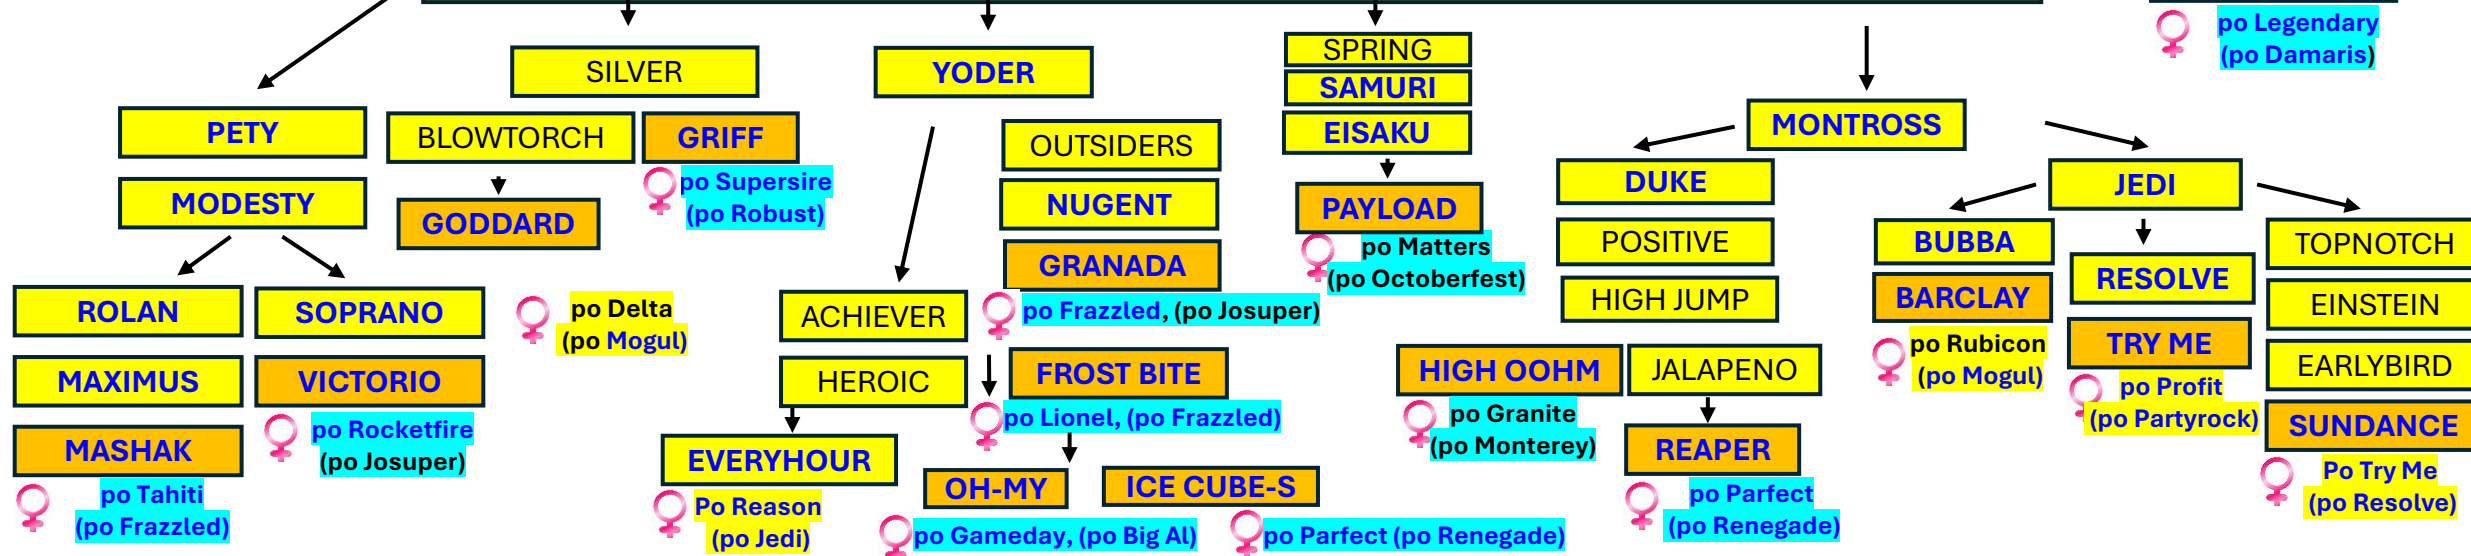 po Legendary
(po Damaris)
SILVER
YODER
SPRING
SAMURI
EISAKU
MONTROSS
PETY
BLOWTORCH
GRIFF
po Supersire
(po Robust)
OUTSIDERS
NUGENT
GRANADA
po Frazzled, (po Josuper)
PAYLOAD
po Matters
(po Octoberfest)
DUKE
POSITIVE
HIGH JUMP
JEDI
MODESTY
GODDARD
BUBBA
BARCLAY
po Rubicon
(po Mogul)
RESOLVE
TRY ME
po Profit
(po Partyrock)
TOPNOTCH
EINSTEIN
EARLYBIRD
SUNDANCE
Po Try Me
(po Resolve)
ROLAN
MAXIMUS
MASHAK
po Tahiti
(po Frazzled)
SOPRANO
VICTORIO
po Rocketfire
(po Josuper)
po Delta
(po Mogul)
ACHIEVER
HEROIC
EVERYHOUR
Po Reason
(po Jedi)
FROST BITE
po Lionel, (po Frazzled)
OH-MY
po Gameday, (po Big Al)
ICE CUBE-S
po Parfect (po Renegade)
HIGH OOHM
po Granite
(po Monterey)
JALAPENO
REAPER
po Parfect
(po Renegade)